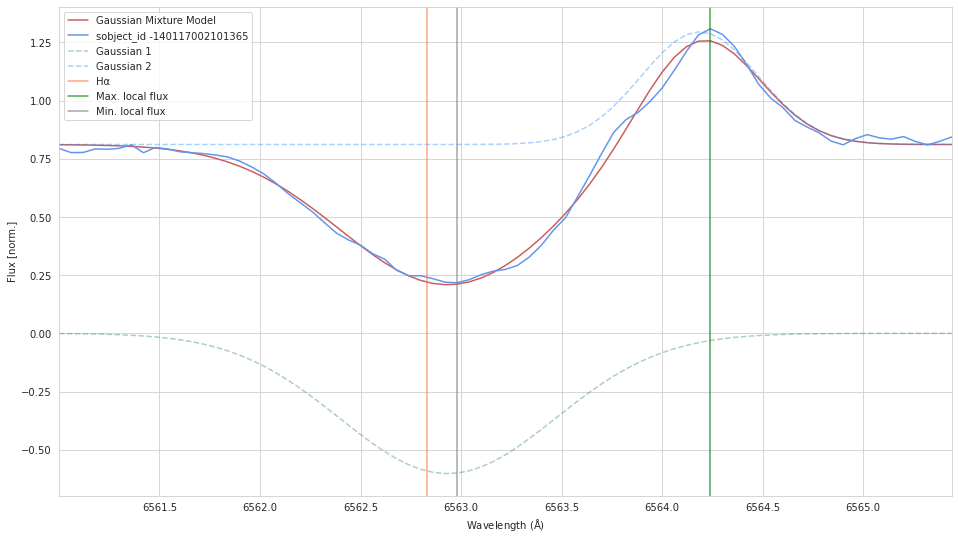 Gaussian Mixture Model
sobject_id -140117002101365
Gaussian 1
Gaussian 2
Hα
Max. local flux
Min. local flux
Flux [norm.]
1.25
1.00
0.75
0.50
0.25
0.00
−0.25
−0.50
6561.5 6562.0 6562.5 6563.0 6563.5 6564.0 6564.5 6565.0
Wavelength (Å)